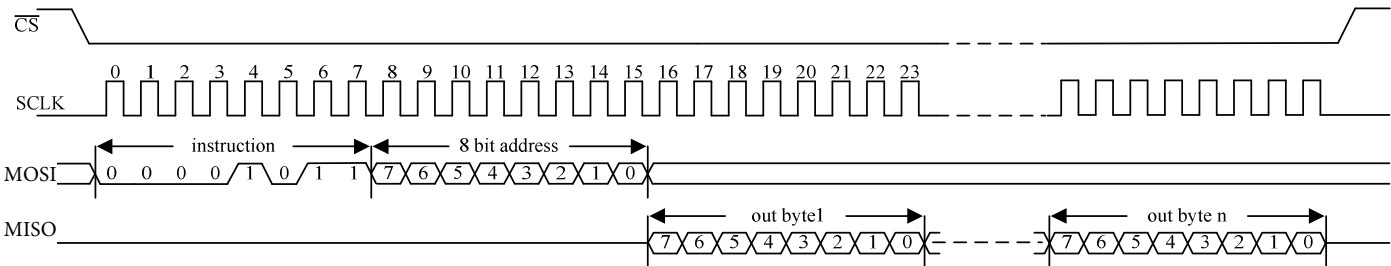 CS
0 1 2 3 4 5 6 7 8 9 10 11 12 13 14 15 16 17 18 19 20 21 22 23
SCLK
instruction 8 bit address
MOSI 0 0 0 0 1 0 1 1 7 6 5 4 3 2 1 0
out byte1 out byte n
MISO
7 6 5 4 3 2 1 0 7 6 5 4 3 2 1 0